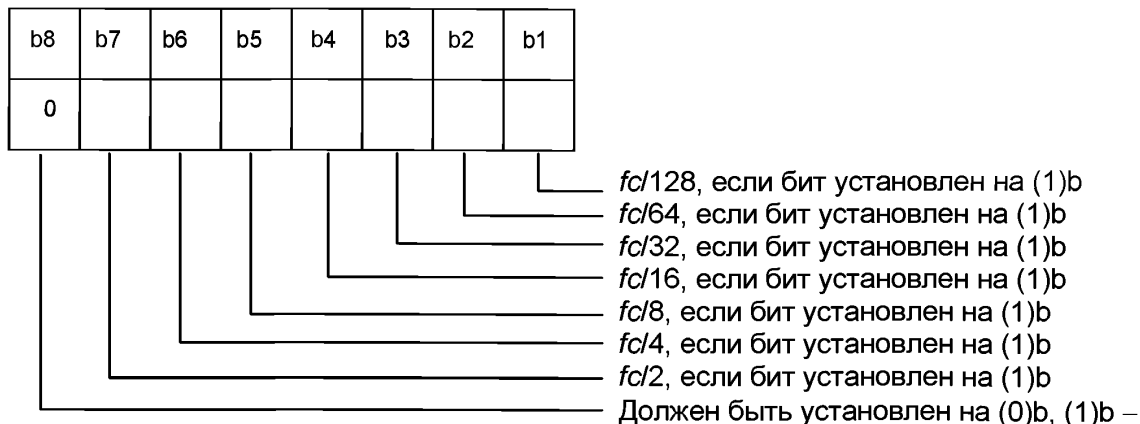 b8 b7 b6 b5 b4 b3 b2 b1
0
fc/128, если бит установлен на (1)b
fc/64, если бит установлен на (1)b
fc/32, если бит установлен на (1)b
fc/16, если бит установлен на (1)b
fc/8, если бит установлен на (1)b
fc/4, если бит установлен на (1)b
fc/2, если бит установлен на (1)b
Должен быть установлен на (0)b, (1)b –